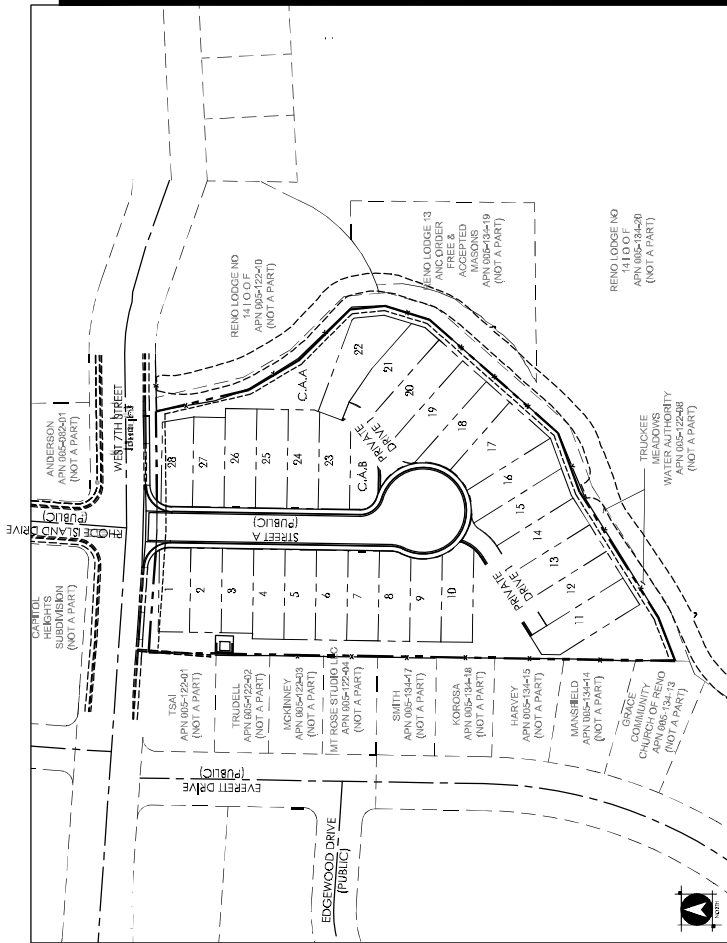 CAPITOL
HEIGHTS
SUBDIVISION
(NOT A PART)
RHODE ISLAND DRIVE
(PUBLIC)
ANDERSON
APN 005-082-01
(NOT A PART)
WEST 7TH STREET
TSAI
APN 005-122-01
(NOT A PART)
TRUDELL
APN 005-122-02
(NOT A PART)
MCKINNEY
APN 005-122-03
(NOT A PART)
MT ROSE STUDIO LLC
APN 005-122-04
(NOT A PART)
SMITH
APN 005-134-17
(NOT A PART)
KOROSA
APN 005-134-18
(NOT A PART)
HARVEY
APN 005-134-15
(NOT A PART)
MANSFIELD
APN 005-134-14
(NOT A PART)
GRACE
COMMUNITY
CHURCH OF RENO
APN 005-134-13
(NOT A PART)
EVERETT DRIVE
(PUBLIC)
EDGEWOOD DRIVE
(PUBLIC)
1
2
3
4
5
6
7
8
9
10
PRIVATE
DRIVE
11
12
13
14
15
16
17
18
19
20
21
22
PRIVATE
DRIVE
C.A.A
C.A.B
23
24
25
26
27
28
STREET A
(PUBLIC)
RENO LODGE NO
14 I O O F
APN 005-122-10
(NOT A PART)
RENO LODGE 13
ANC ORDER
FREE &
ACCEPTED
MASONS
APN 005-134-19
(NOT A PART)
RENO LODGE NO
14 I O O F
APN 005-134-20
(NOT A PART)
TRUCKEE
MEADOWS
WATER AUTHORITY
APN 005-122-08
(NOT A PART)
NORTH